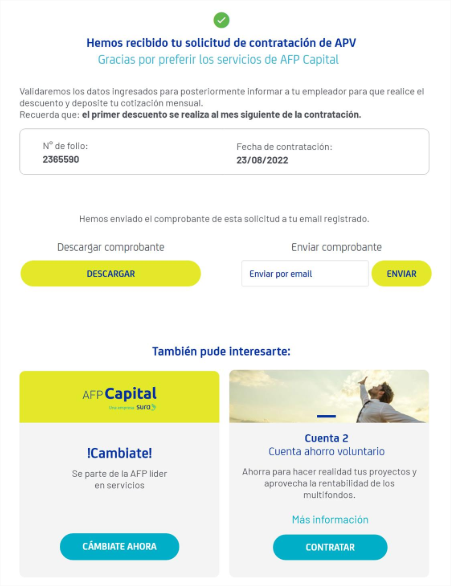 Hemos recibido tu solicitud de contratación de APV
Gracias por preferir los servicios de AFP Capital
Validaremos los datos ingresados para posteriormente informar a tu empleador para que realice el
descuento y deposite tu cotización mensual.
Recuerda que: el primer descuento se realiza al mes siguiente de la contratación.
N° de folio:
2365590
Fecha de contratación:
23/08/2022
Hemos enviado el comprobante de esta solicitud a tu email registrado.
Descargar comprobante
DESCARGAR
Enviar comprobante
Enviar por email
ENVIAR
También pude interesarte:
AFP Capital
Una empresa sura
!Cambiate!
Se parte de la AFP líder
en servicios
CÁMBIATE AHORA
Cuenta 2
Cuenta ahorro voluntario
Ahorra para hacer realidad tus proyectos y
aprovecha la rentabilidad de los
multifondos.
Más información
CONTRATAR